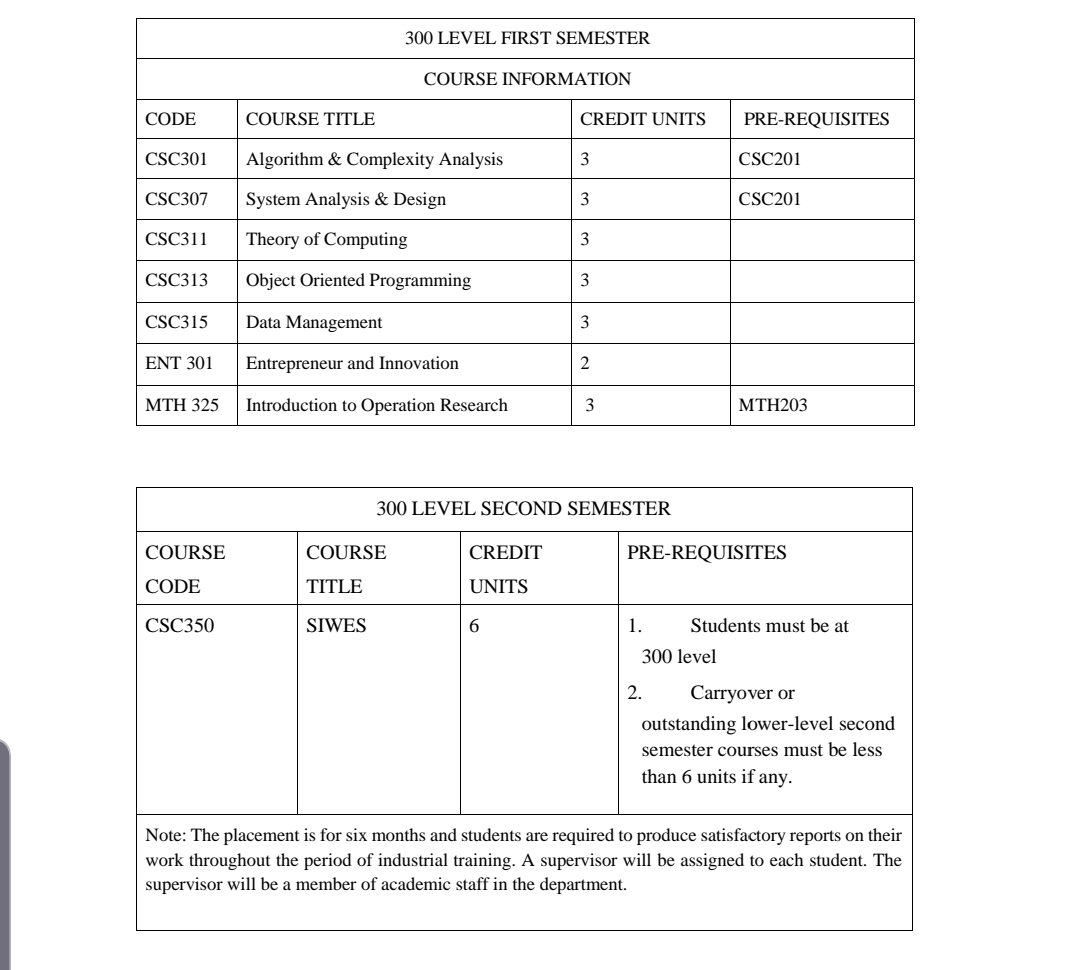 300 LEVEL FIRST SEMESTER
COURSE INFORMATION
CODE COURSE TITLE CREDIT UNITS PRE-REQUISITES
CSC301 Algorithm & Complexity Analysis 3 CSC201
CSC307 System Analysis & Design 3 CSC201
CSC311 Theory of Computing 3
CSC313 Object Oriented Programming 3
CSC315 Data Management 3
ENT 301 Entrepreneur and Innovation 2
MTH 325 Introduction to Operation Research 3 MTH203
300 LEVEL SECOND SEMESTER
COURSE CODE COURSE TITLE CREDIT UNITS PRE-REQUISITES
CSC350 SIWES 6 1. Students must be at
300 level
2. Carryover or
outstanding lower-level second
semester courses must be less
than 6 units if any.
Note: The placement is for six months and students are required to produce satisfactory reports on their
work throughout the period of industrial training. A supervisor will be assigned to each student. The
supervisor will be a member of academic staff in the department.